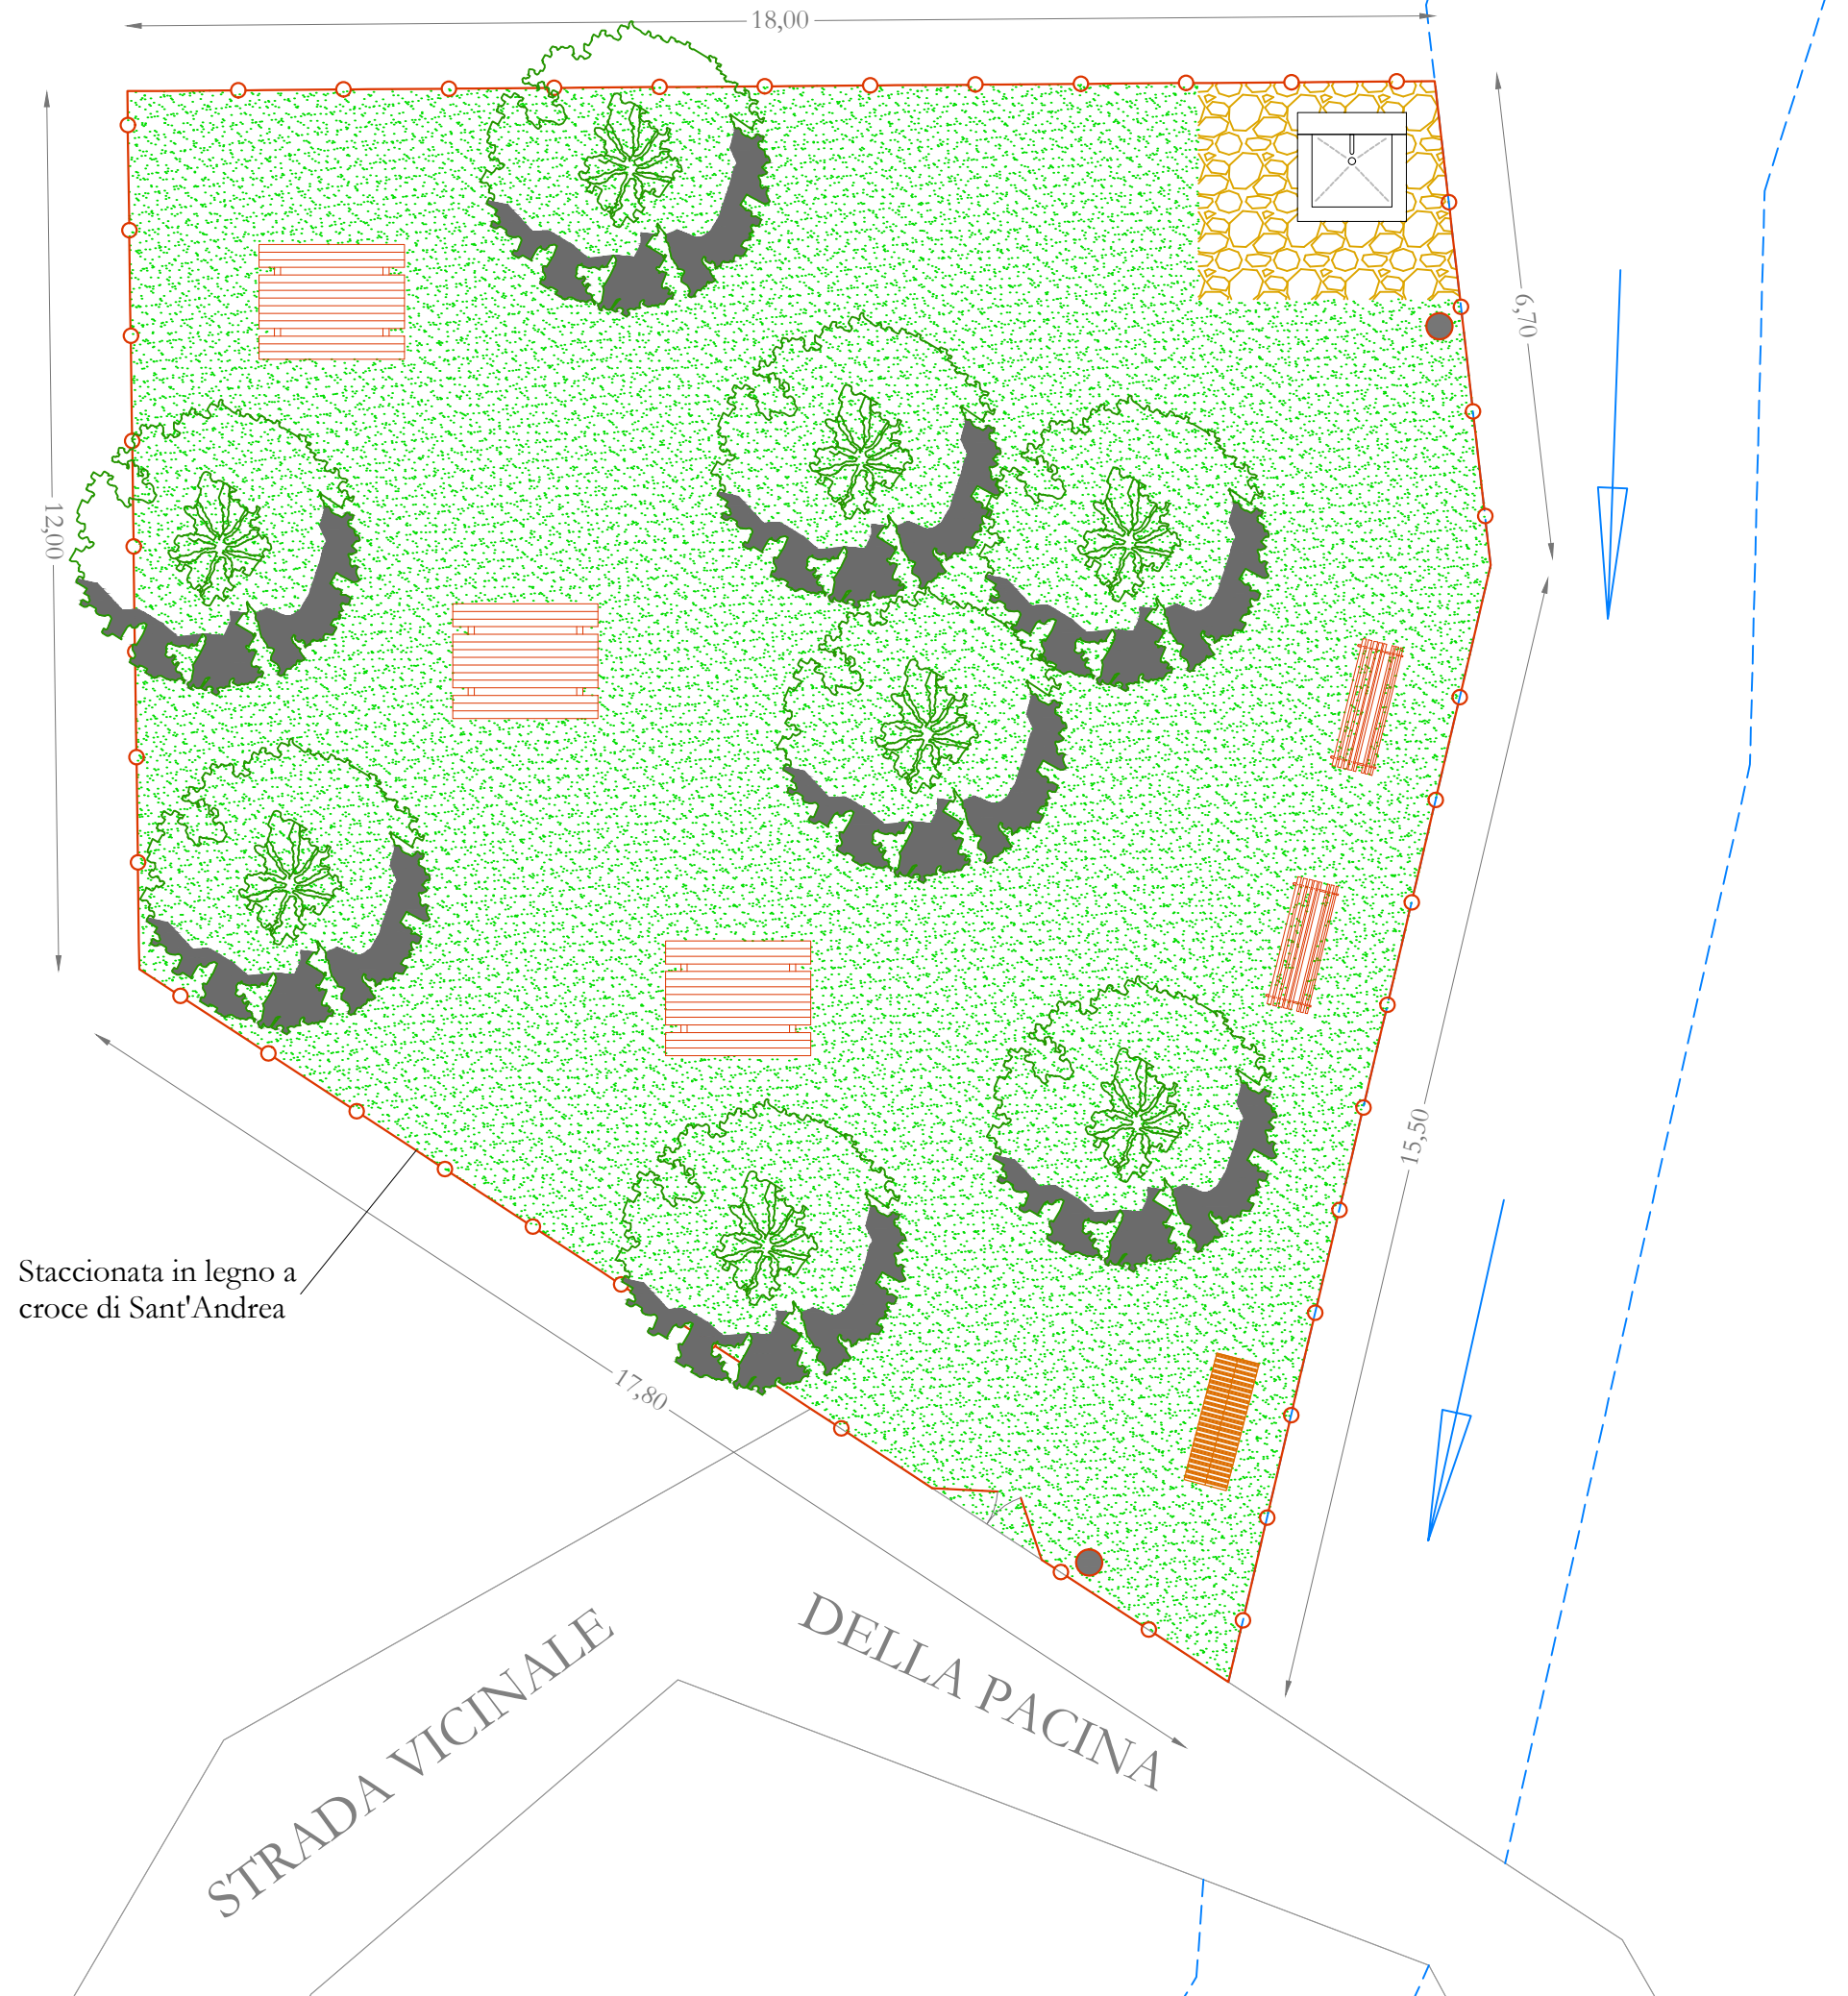 18,00
6,70
12,00
15,50
Staccionata in legno a
croce di Sant'Andrea
17,80
STRADA VICINALE
DELLA PACINA